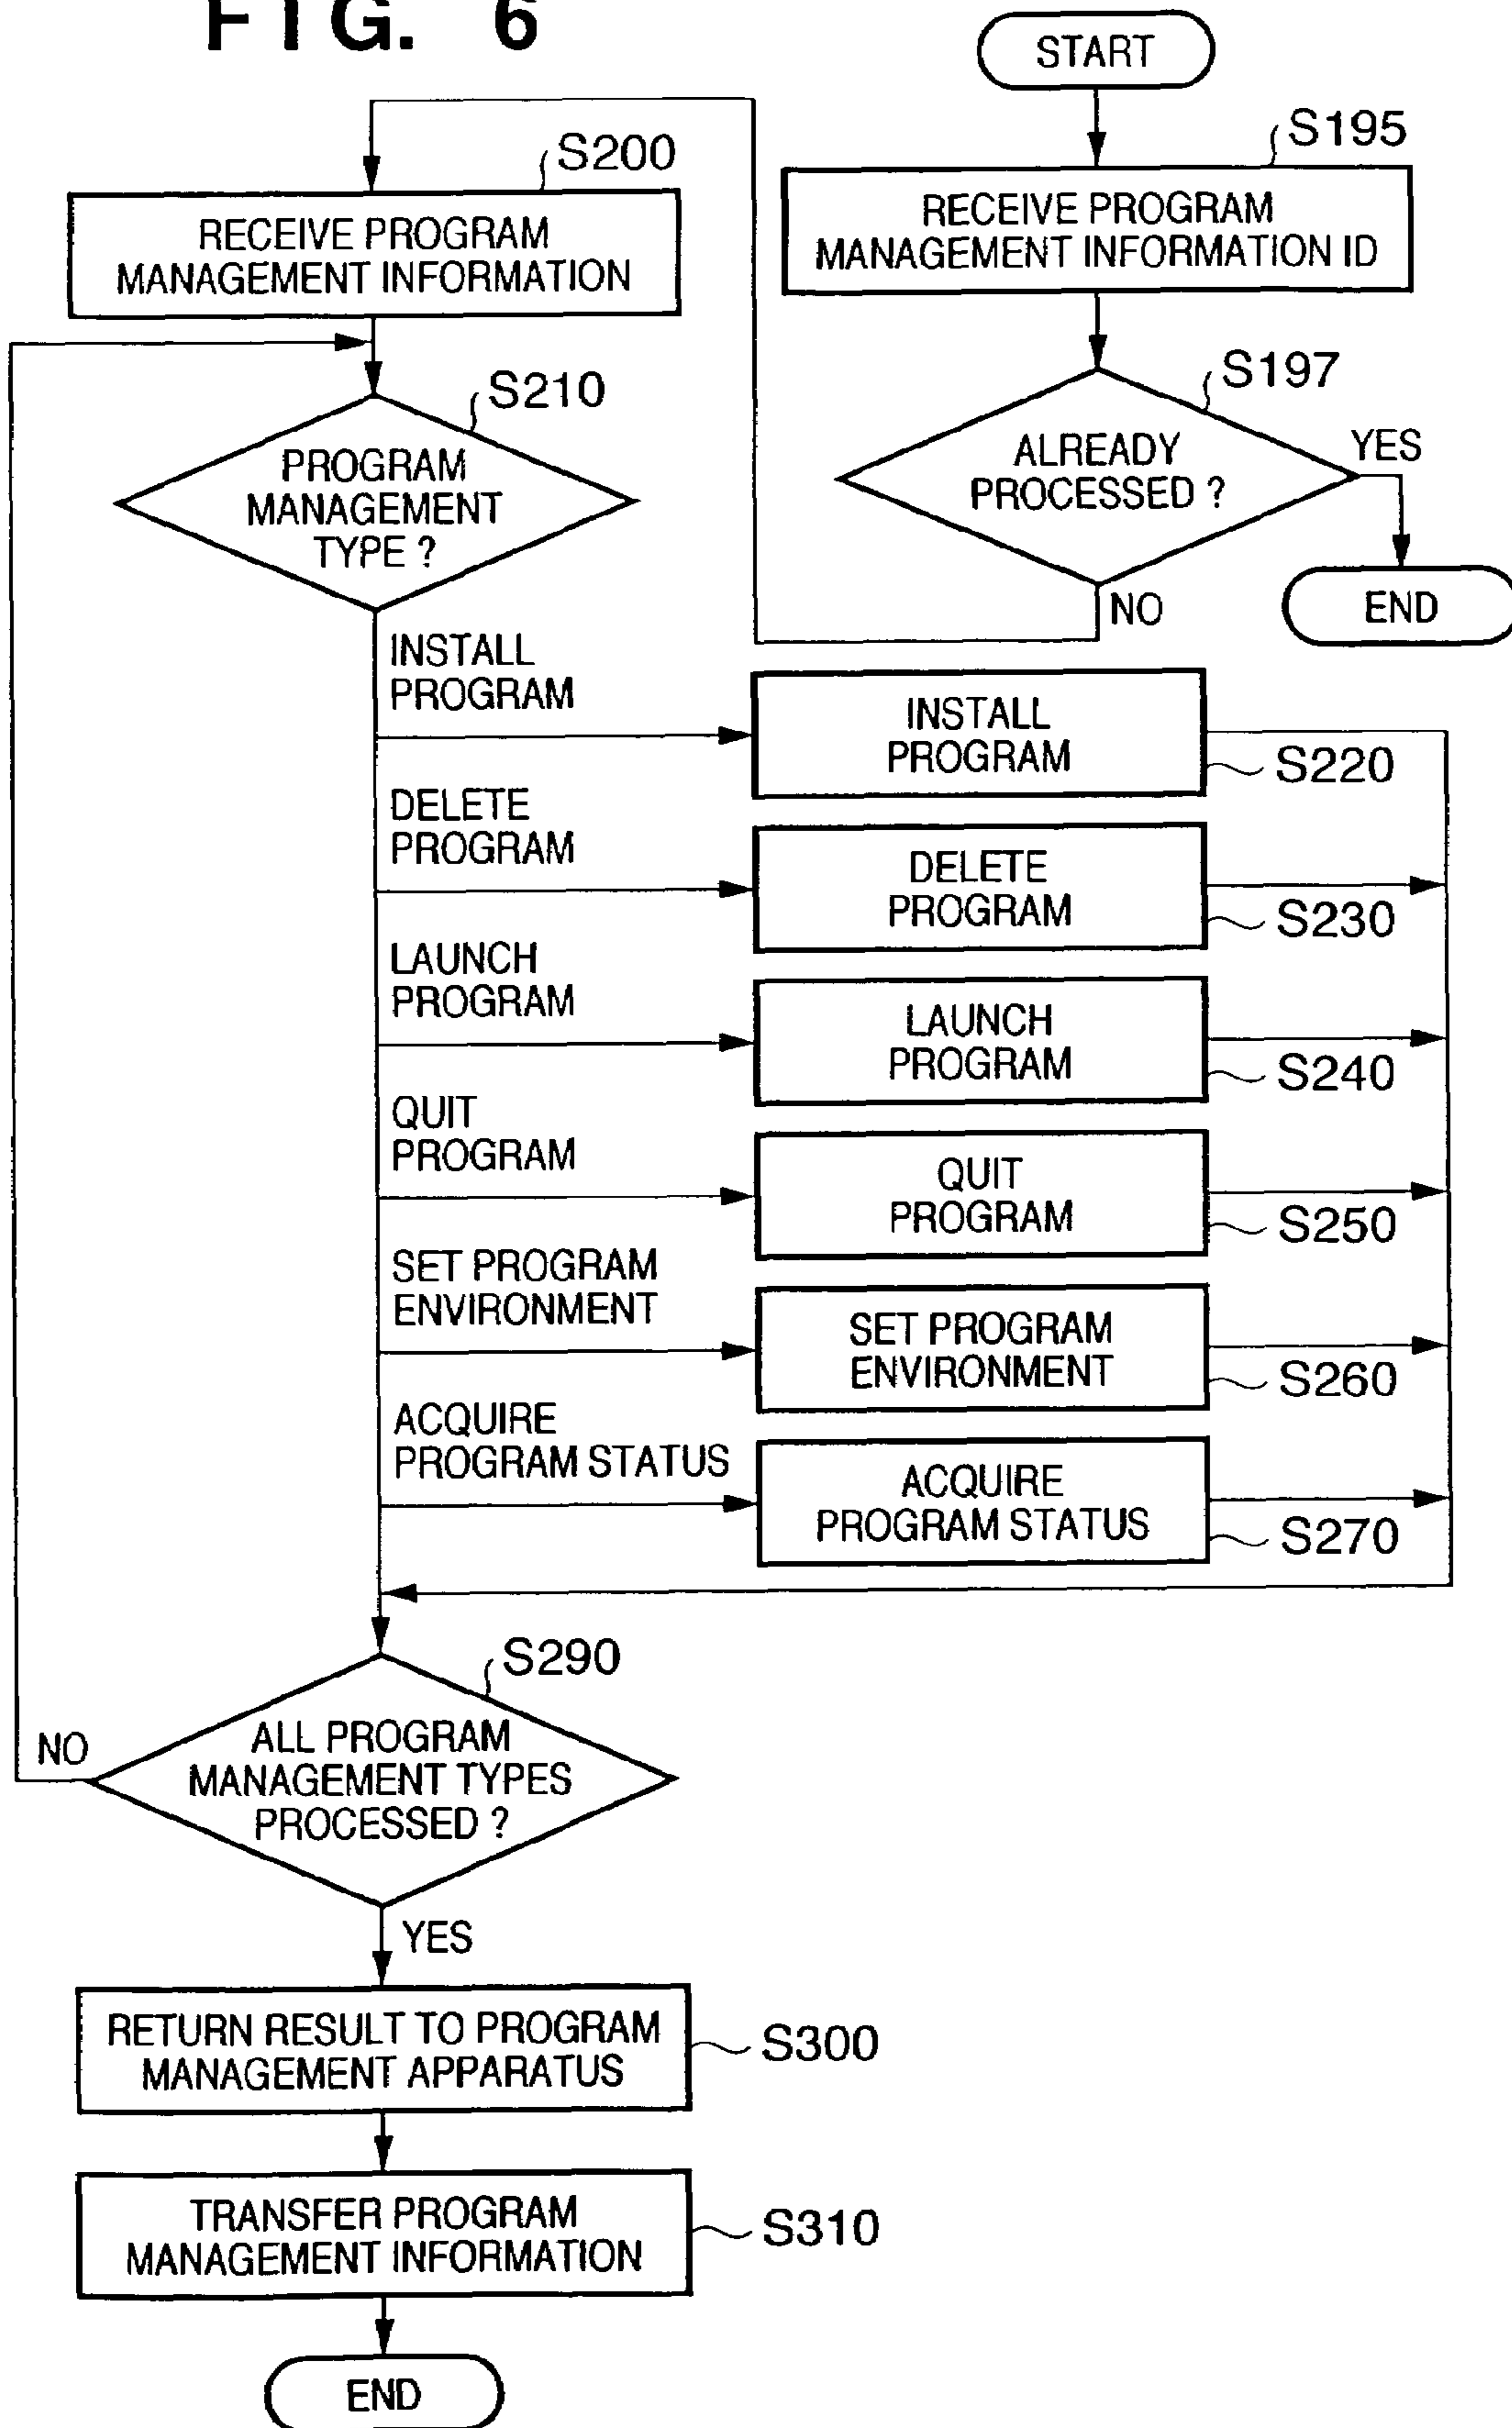 FIG. 6
START
S195
RECEIVE PROGRAM
MANAGEMENT INFORMATION ID
S197
ALREADY
PROCESSED ?
YES
END
NO
S200
RECEIVE PROGRAM
MANAGEMENT INFORMATION
S210
PROGRAM
MANAGEMENT
TYPE ?
INSTALL
PROGRAM
INSTALL
PROGRAM
S220
DELETE
PROGRAM
DELETE
PROGRAM
S230
LAUNCH
PROGRAM
LAUNCH
PROGRAM
S240
QUIT
PROGRAM
QUIT
PROGRAM
S250
SET PROGRAM
ENVIRONMENT
SET PROGRAM
ENVIRONMENT
S260
ACQUIRE
PROGRAM STATUS
ACQUIRE
PROGRAM STATUS
S270
S290
ALL PROGRAM
MANAGEMENT TYPES
PROCESSED ?
NO
YES
RETURN RESULT TO PROGRAM
MANAGEMENT APPARATUS
S300
TRANSFER PROGRAM
MANAGEMENT INFORMATION
S310
END